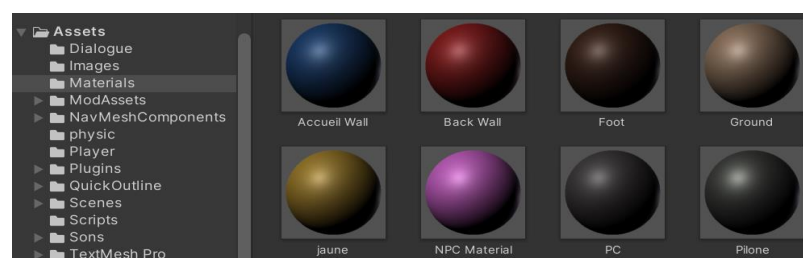 Assets
Dialogue
Images
Materials
ModAssets
NavMeshComponents
physic
Player
Plugins
QuickOutline
Scenes
Scripts
Sons
TextMesh Pro
Accueil Wall
Back Wall
Foot
Ground
jaune
NPC Material
PC
Pilone